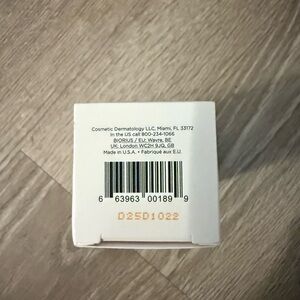 Cosmetic Dermatology LLC, Miami, FL 33172
In the US call 800-234-1066
BIORIUS / EU: Wavre, BE
UK: London WC2H 9JQ, GB
Made in U.S.A. • Fabriqué aux E.U.
6 63963 00189 9
D25D1022